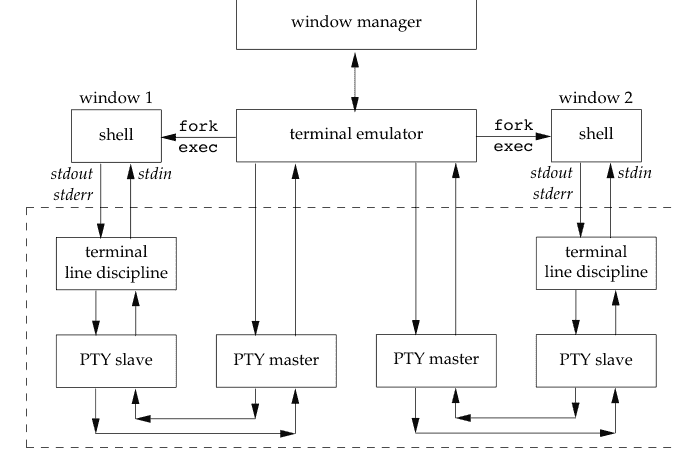 window manager
window 1
window 2
shell
fork
exec
terminal emulator
fork
exec
shell
stdout
stderr
stdin
stdout
stderr
stdin
terminal
line discipline
terminal
line discipline
PTY slave
PTY master
PTY master
PTY slave